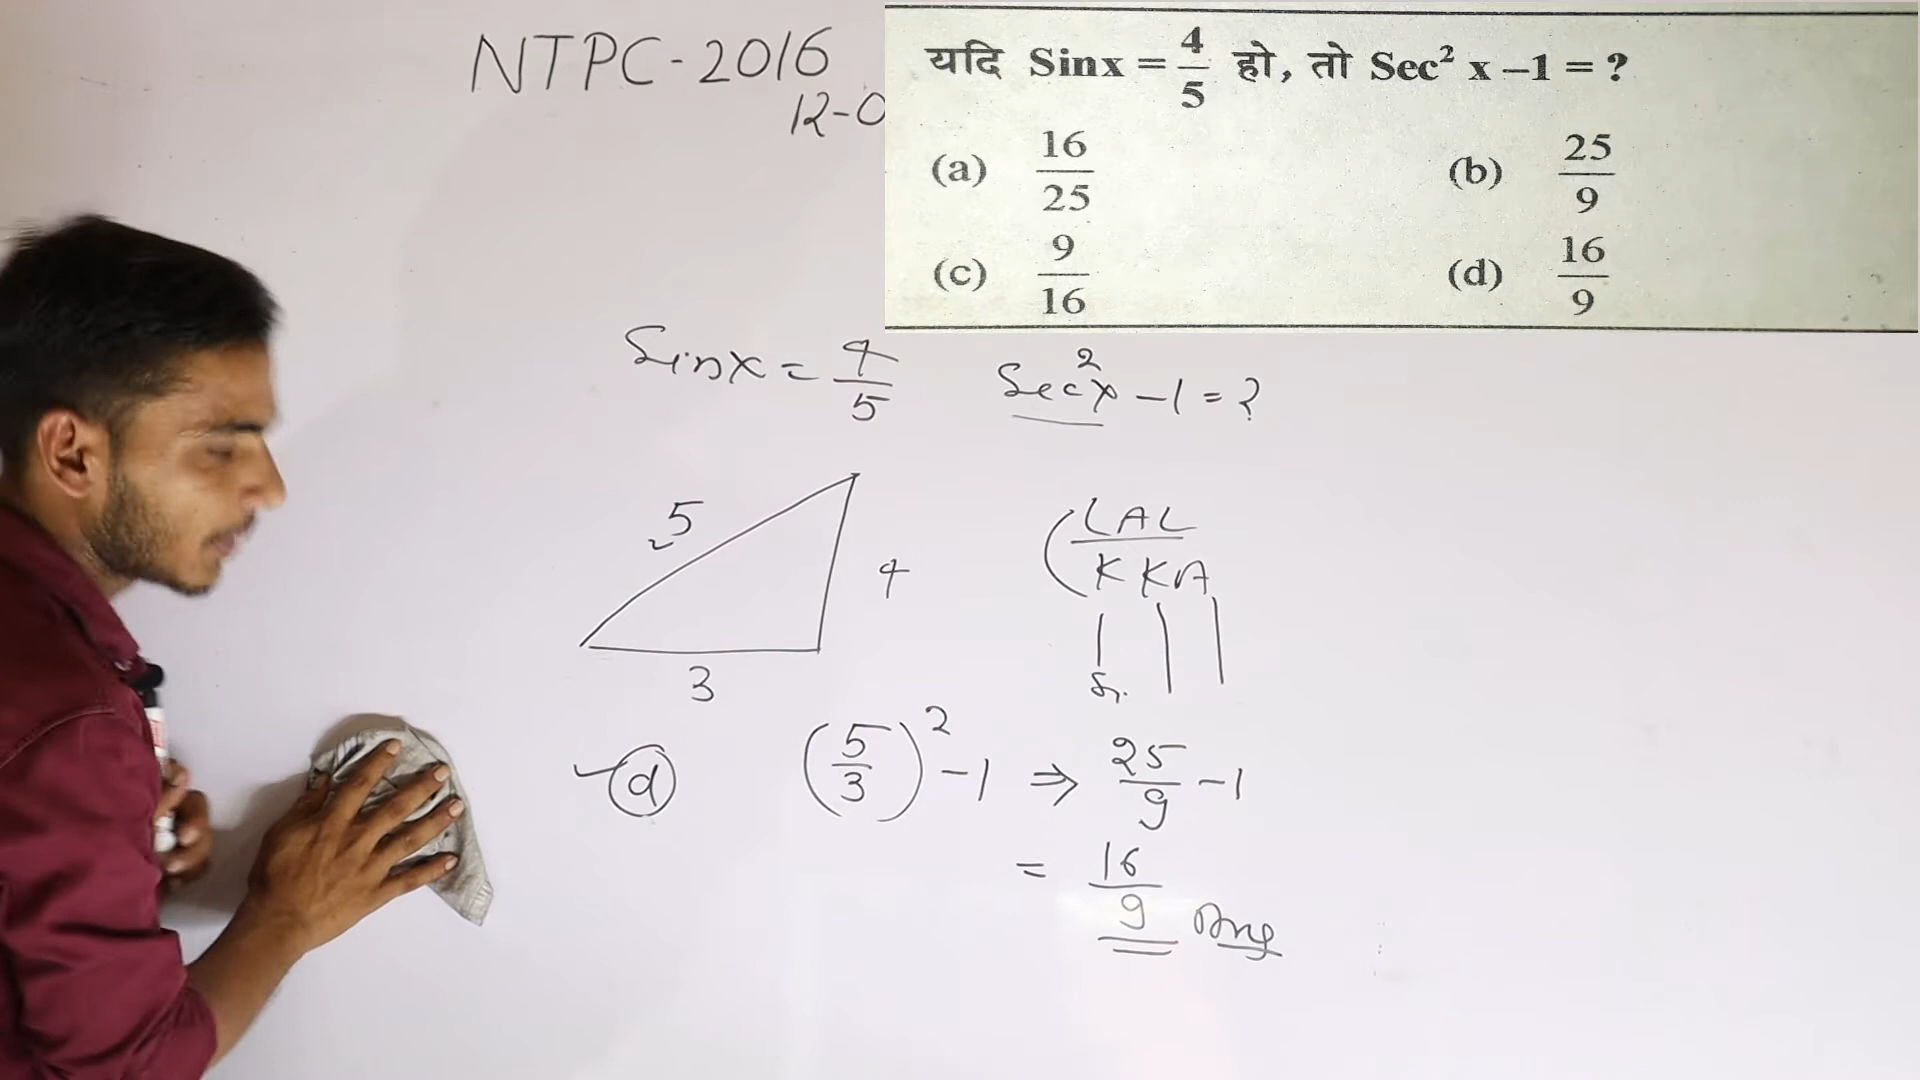 NTPC-2016
12-0
यदि Sinx = 4/5 हो, तो Sec² x –1 = ?
(a) 16/25 (b) 25/9
(c) 9/16 (d) 16/9
Sinx = 4/5 Sec²x – 1 = ?
5
4
3
(LAL
KKA
(d) (5/3)² – 1 ⇒ 25/9 – 1
= 16/9 Ans